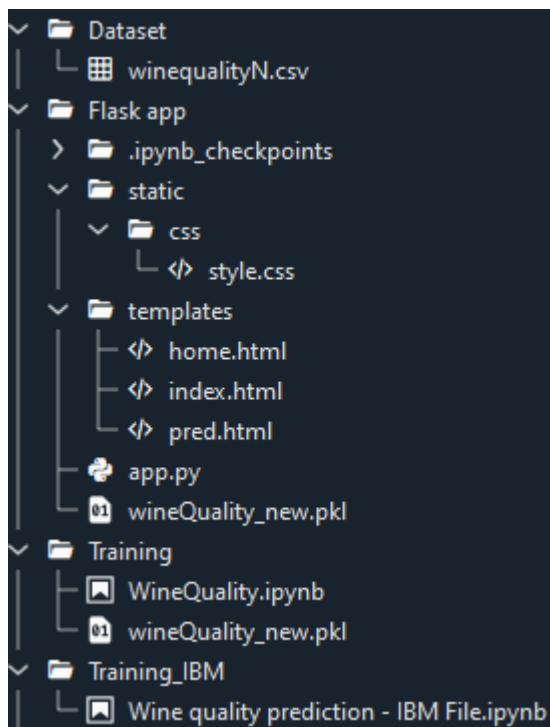 Dataset
winequalityN.csv
Flask app
.ipynb_checkpoints
static
css
style.css
templates
home.html
index.html
pred.html
app.py
wineQuality_new.pkl
Training
WineQuality.ipynb
wineQuality_new.pkl
Training_IBM
Wine quality prediction - IBM File.ipynb